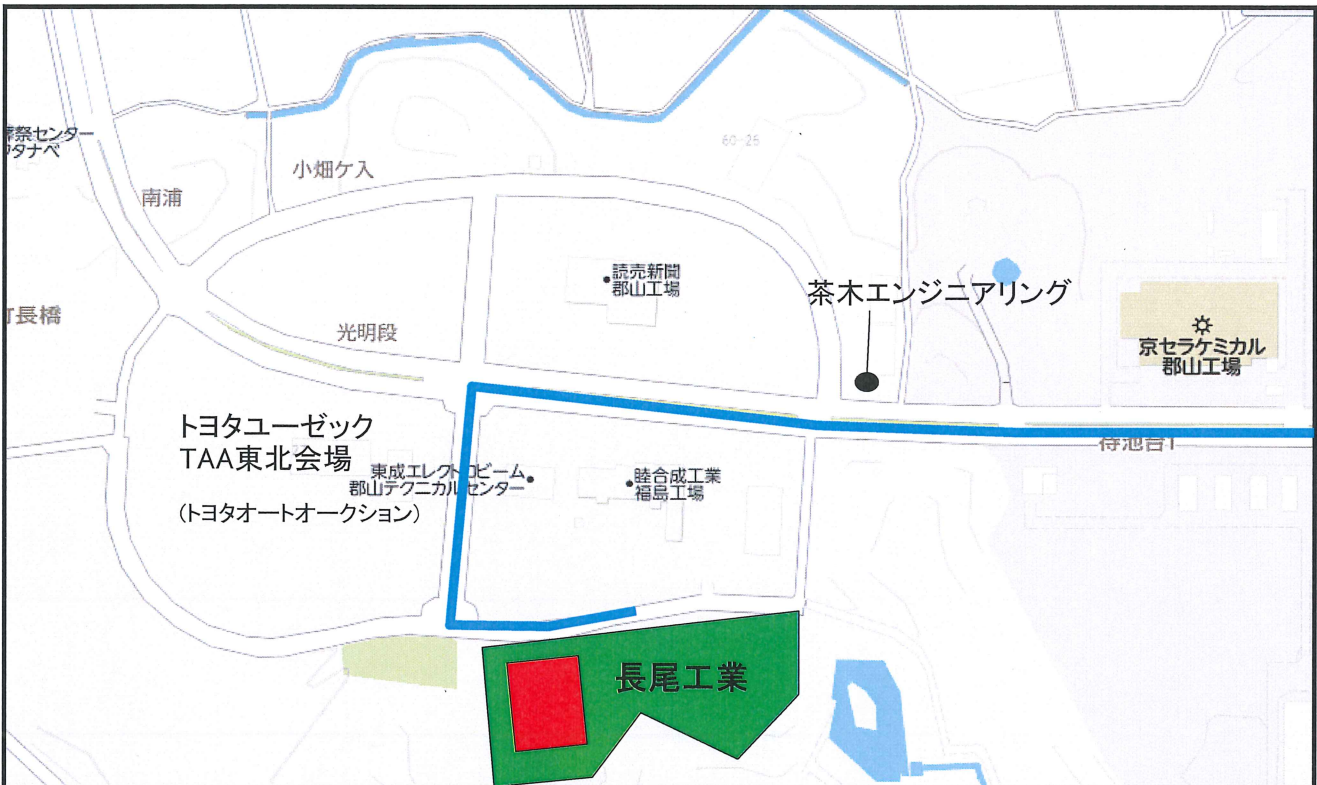 葬祭センター
ワタナベ
小畑ケ入
南浦
60-25
読売新聞
郡山工場
茶木エンジニアリング
町長橋
光明段
京セラケミカル
郡山工場
トヨタユーゼック
TAA東北会場
(トヨタオートオークション)
東成エレクトロビーム
郡山テクニカルセンター
睦合成工業
福島工場
待池台1
長尾工業